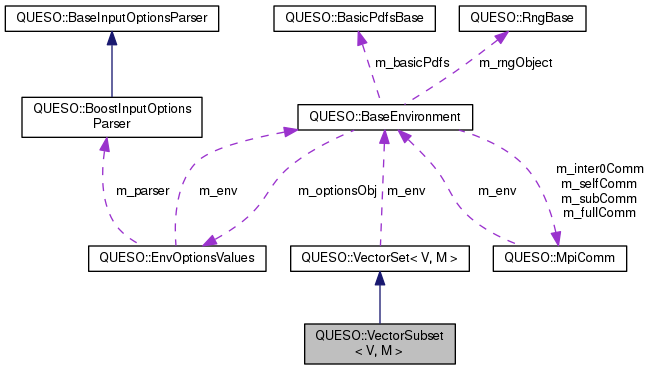 QUESO::BaseInputOptionsParser
QUESO::BasicPdfsBase
QUESO::RngBase
m_basicPdfs
m_rngObject
QUESO::BoostInputOptions
Parser
QUESO::BaseEnvironment
m_parser
m_env
m_optionsObj
m_env
m_env
m_inter0Comm
m_selfComm
m_subComm
m_fullComm
QUESO::EnvOptionsValues
QUESO::VectorSet< V, M >
QUESO::MpiComm
QUESO::VectorSubset
< V, M >